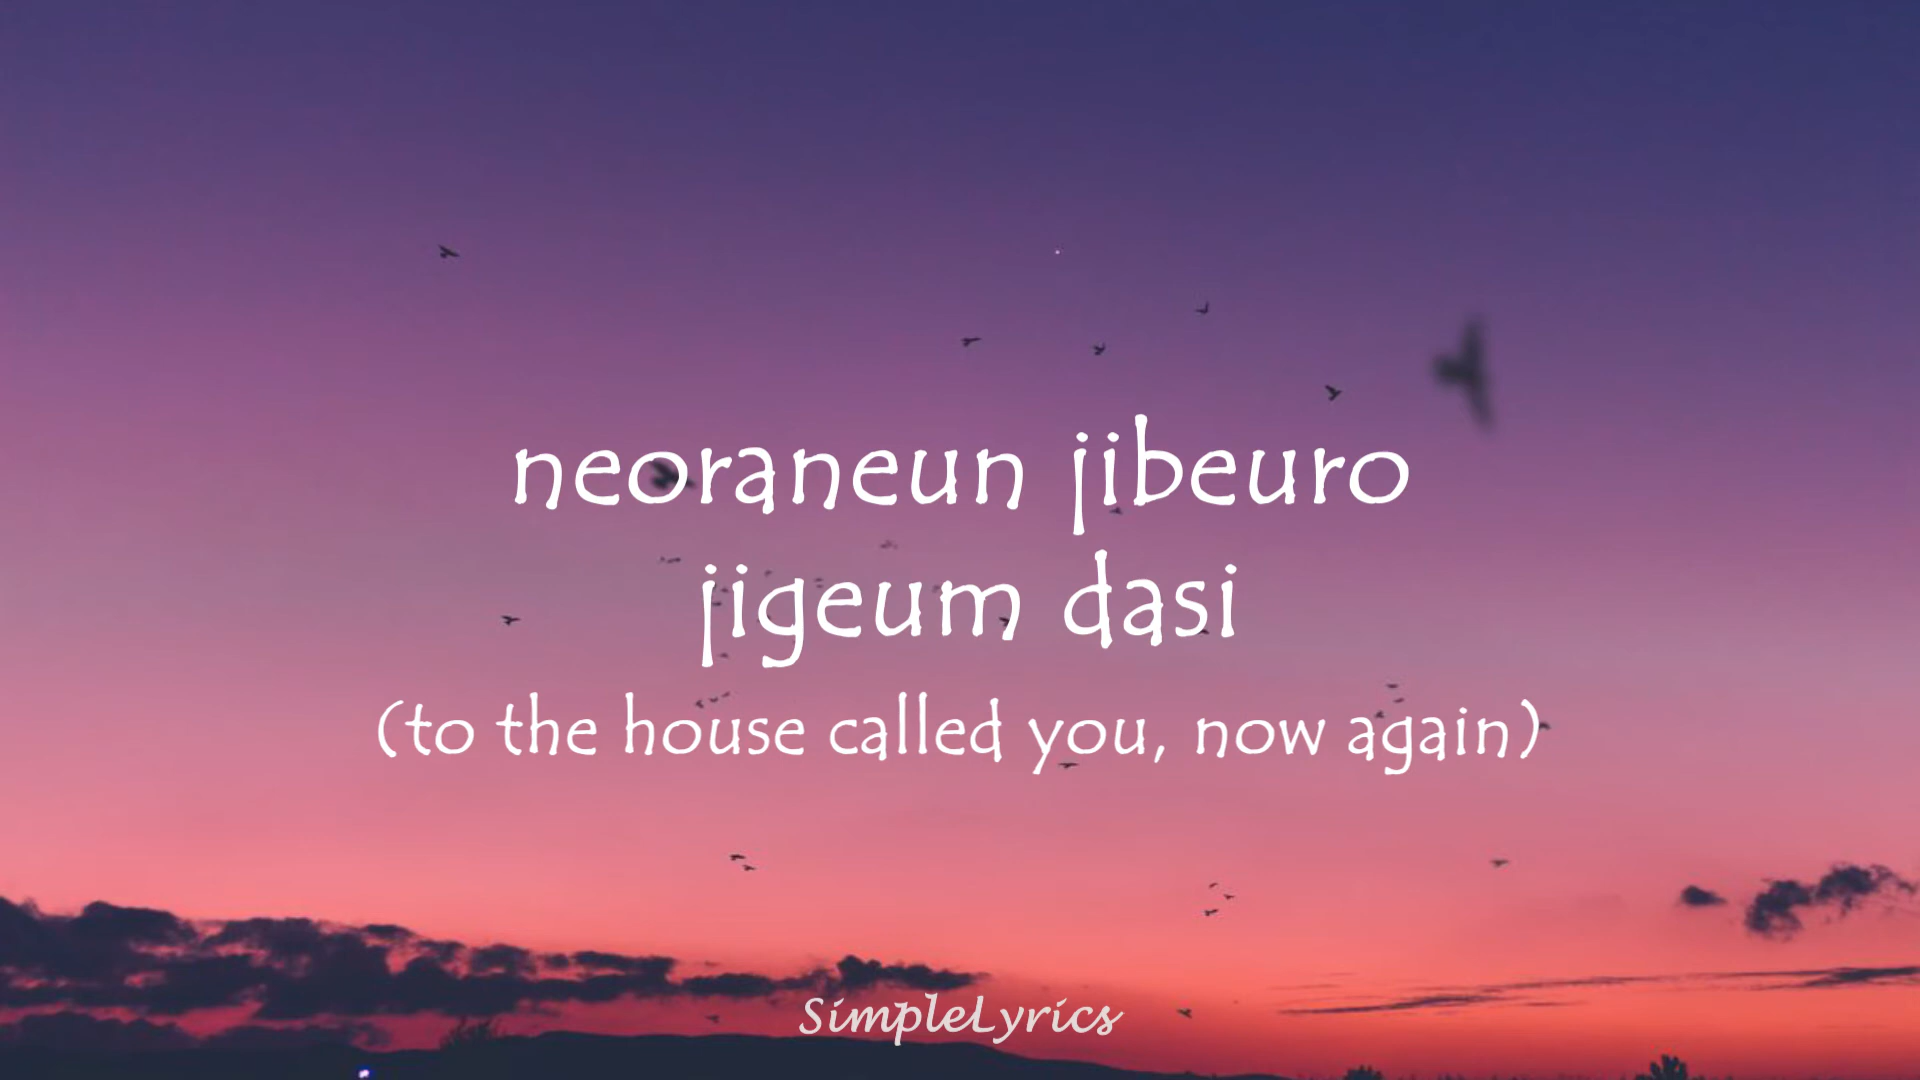 neoraneun jibeuro
jigeum dasi
(to the house called you, now again)
SimpleLyrics